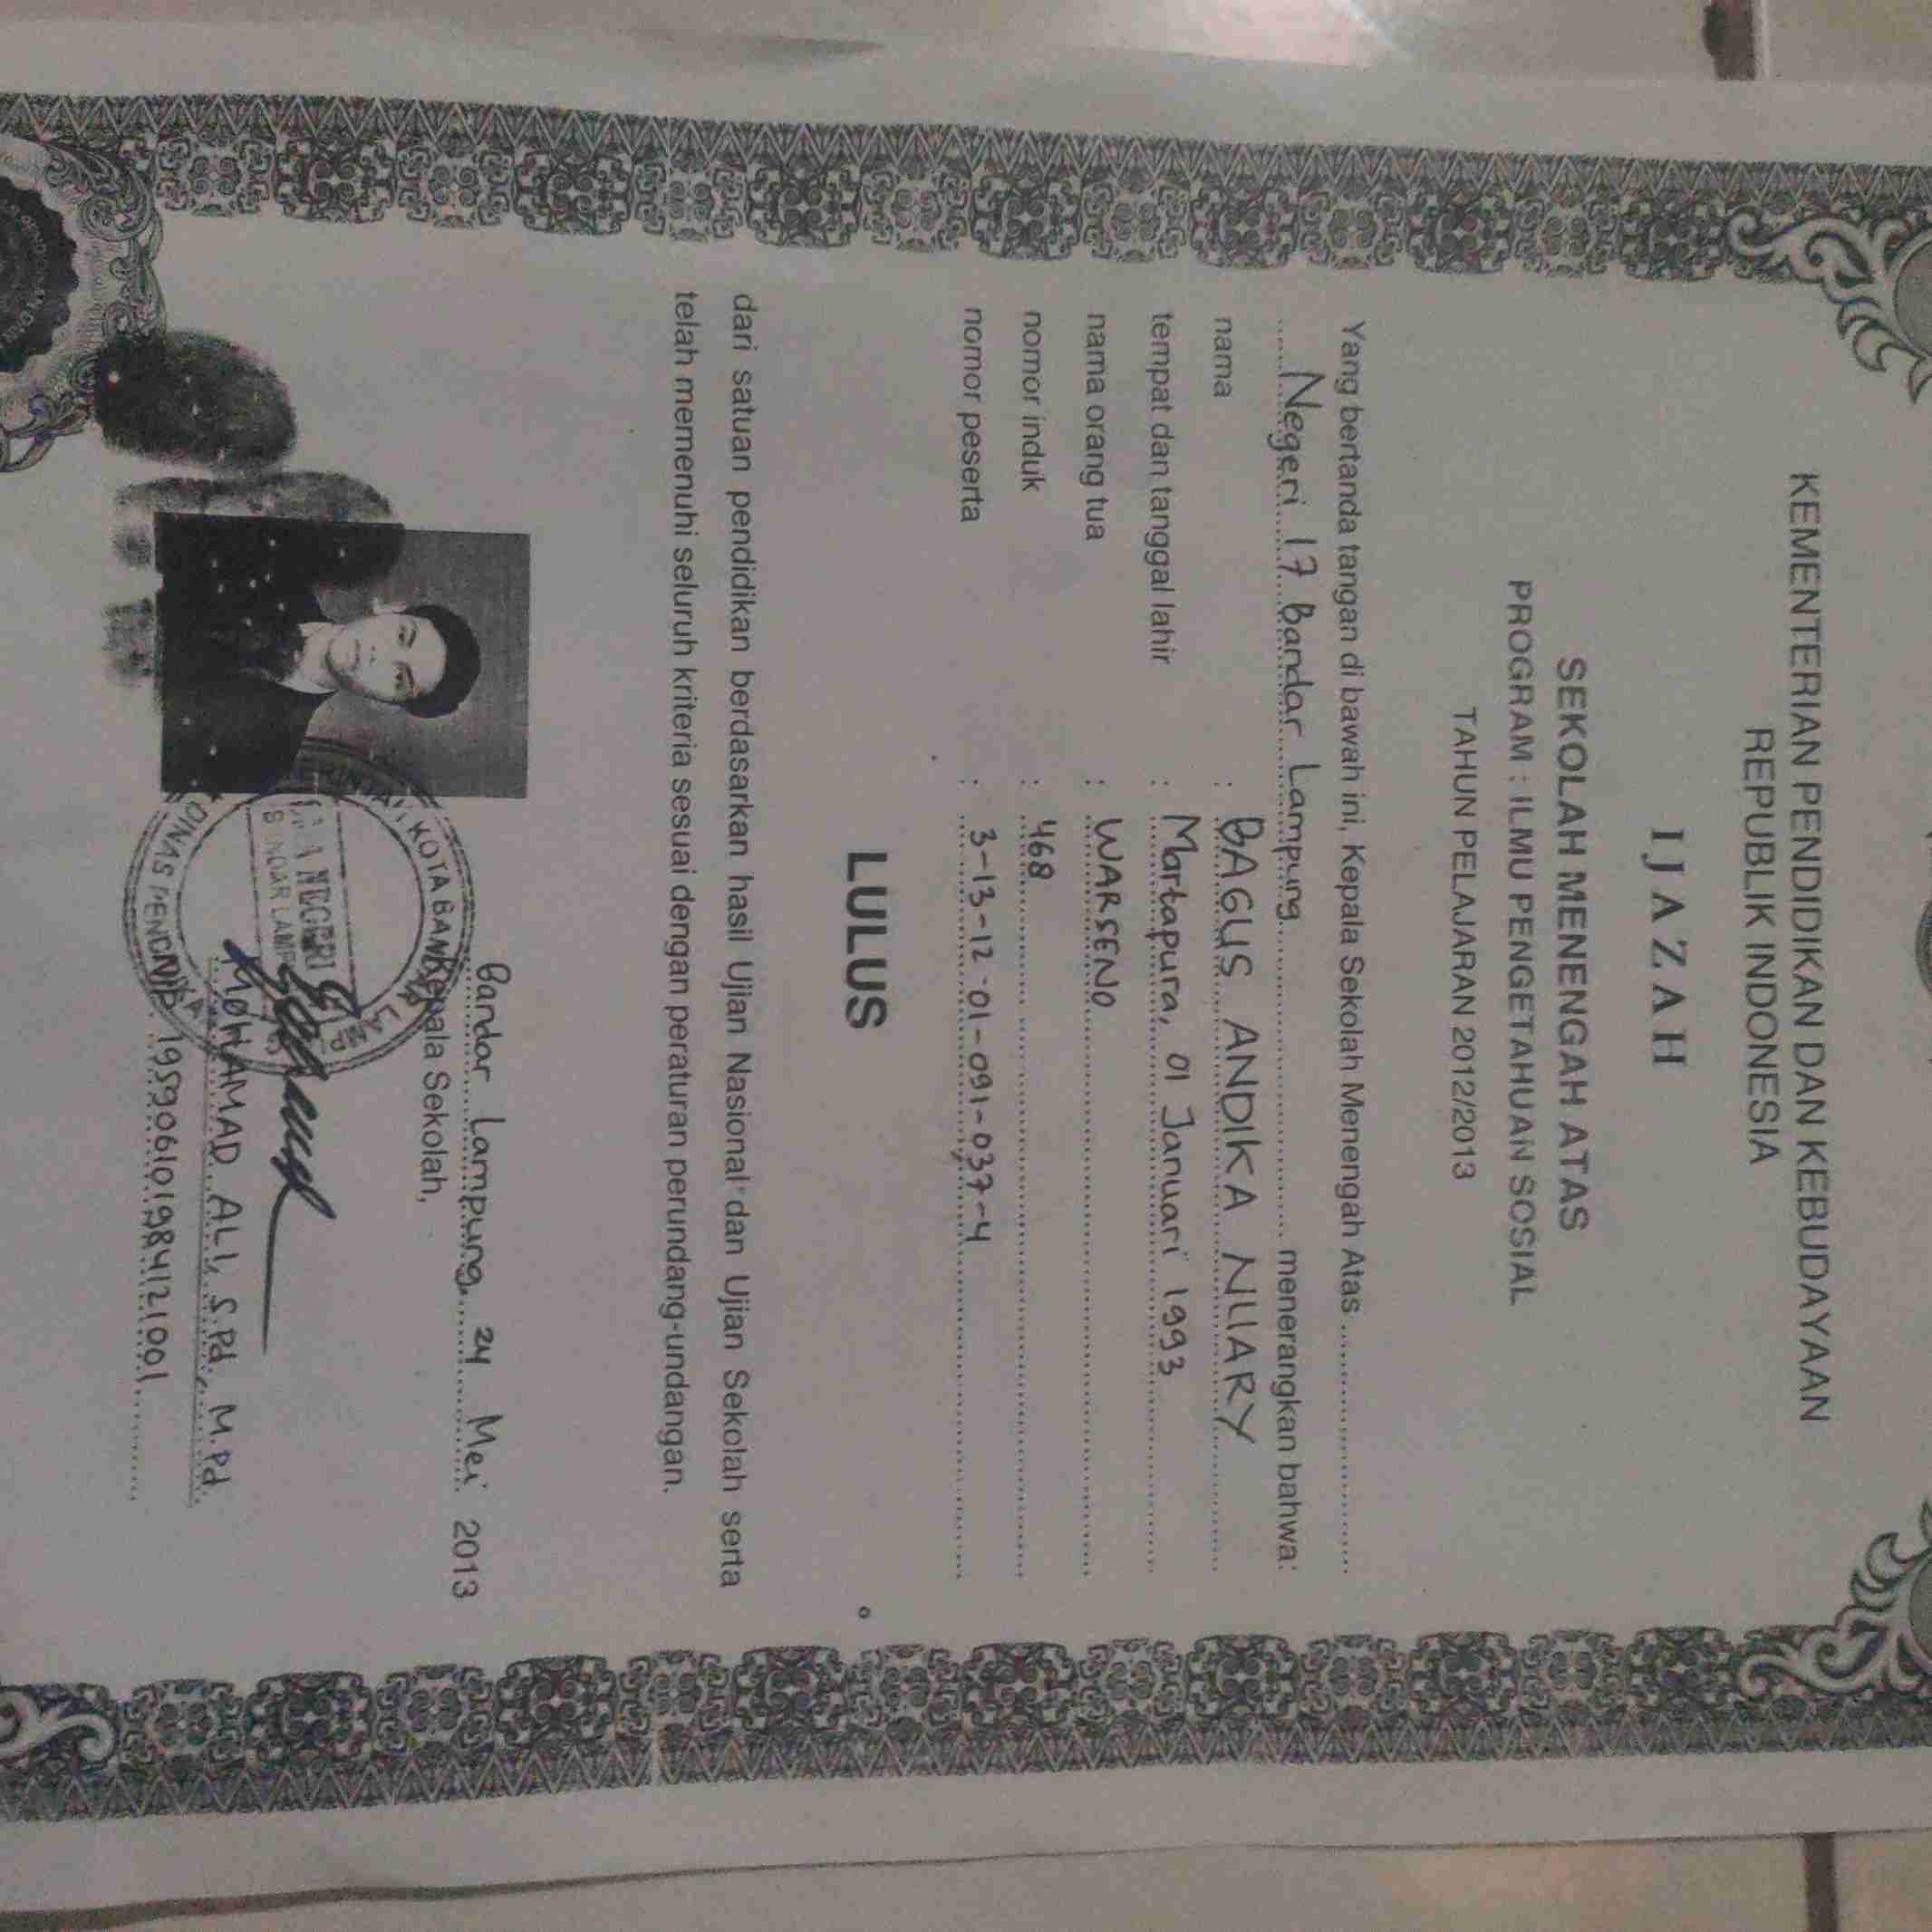 KEMENTERIAN PENDIDIKAN DAN KEBUDAYAAN
REPUBLIK INDONESIA
IJAZAH
SEKOLAH MENENGAH ATAS
PROGRAM : ILMU PENGETAHUAN SOSIAL
TAHUN PELAJARAN 2012/2013
Yang bertanda tangan di bawah ini, Kepala Sekolah Menengah Atas
Negeri 17 Bandar Lampung menerangkan bahwa:
nama : BAGUS ANDIKA NUARY
tempat dan tanggal lahir : Martapura, 01 Januari 1993
nama orang tua : WARSENO
nomor induk : 468
nomor peserta : 3-13-12-01-091-037-4
LULUS
dari satuan pendidikan berdasarkan hasil Ujian Nasional dan Ujian Sekolah serta
telah memenuhi seluruh kriteria sesuai dengan peraturan perundang-undangan.
Bandar Lampung, 24 Mei 2013
Kepala Sekolah,
MOHAMAD ALI, S.Pd. M.Pd.
NIP. 195906101984121001